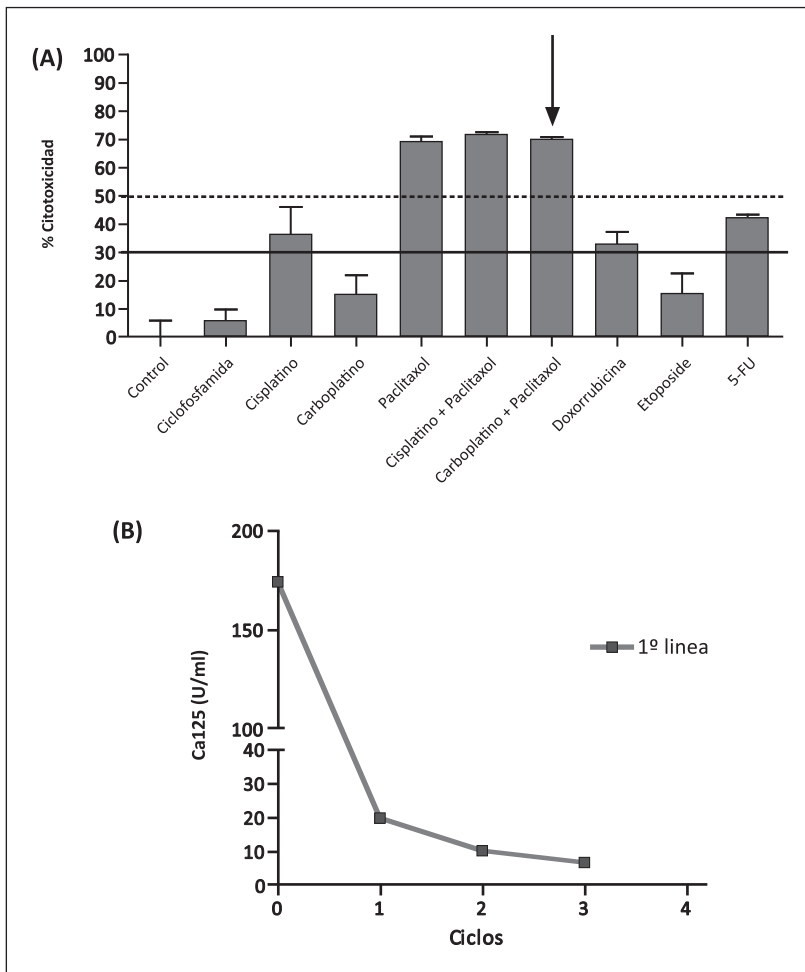 (A)
% Citotoxicidad
100
90
80
70
60
50
40
30
20
10
0
Control
Ciclofosfamida
Cisplatino
Carboplatino
Paclitaxol
Cisplatino + Paclitaxol
Carboplatino + Paclitaxol
Doxorrubicina
Etoposide
5-FU
(B)
Ca125 (U/ml)
200
150
100
40
30
20
10
0
1º linea
0 1 2 3 4
Ciclos